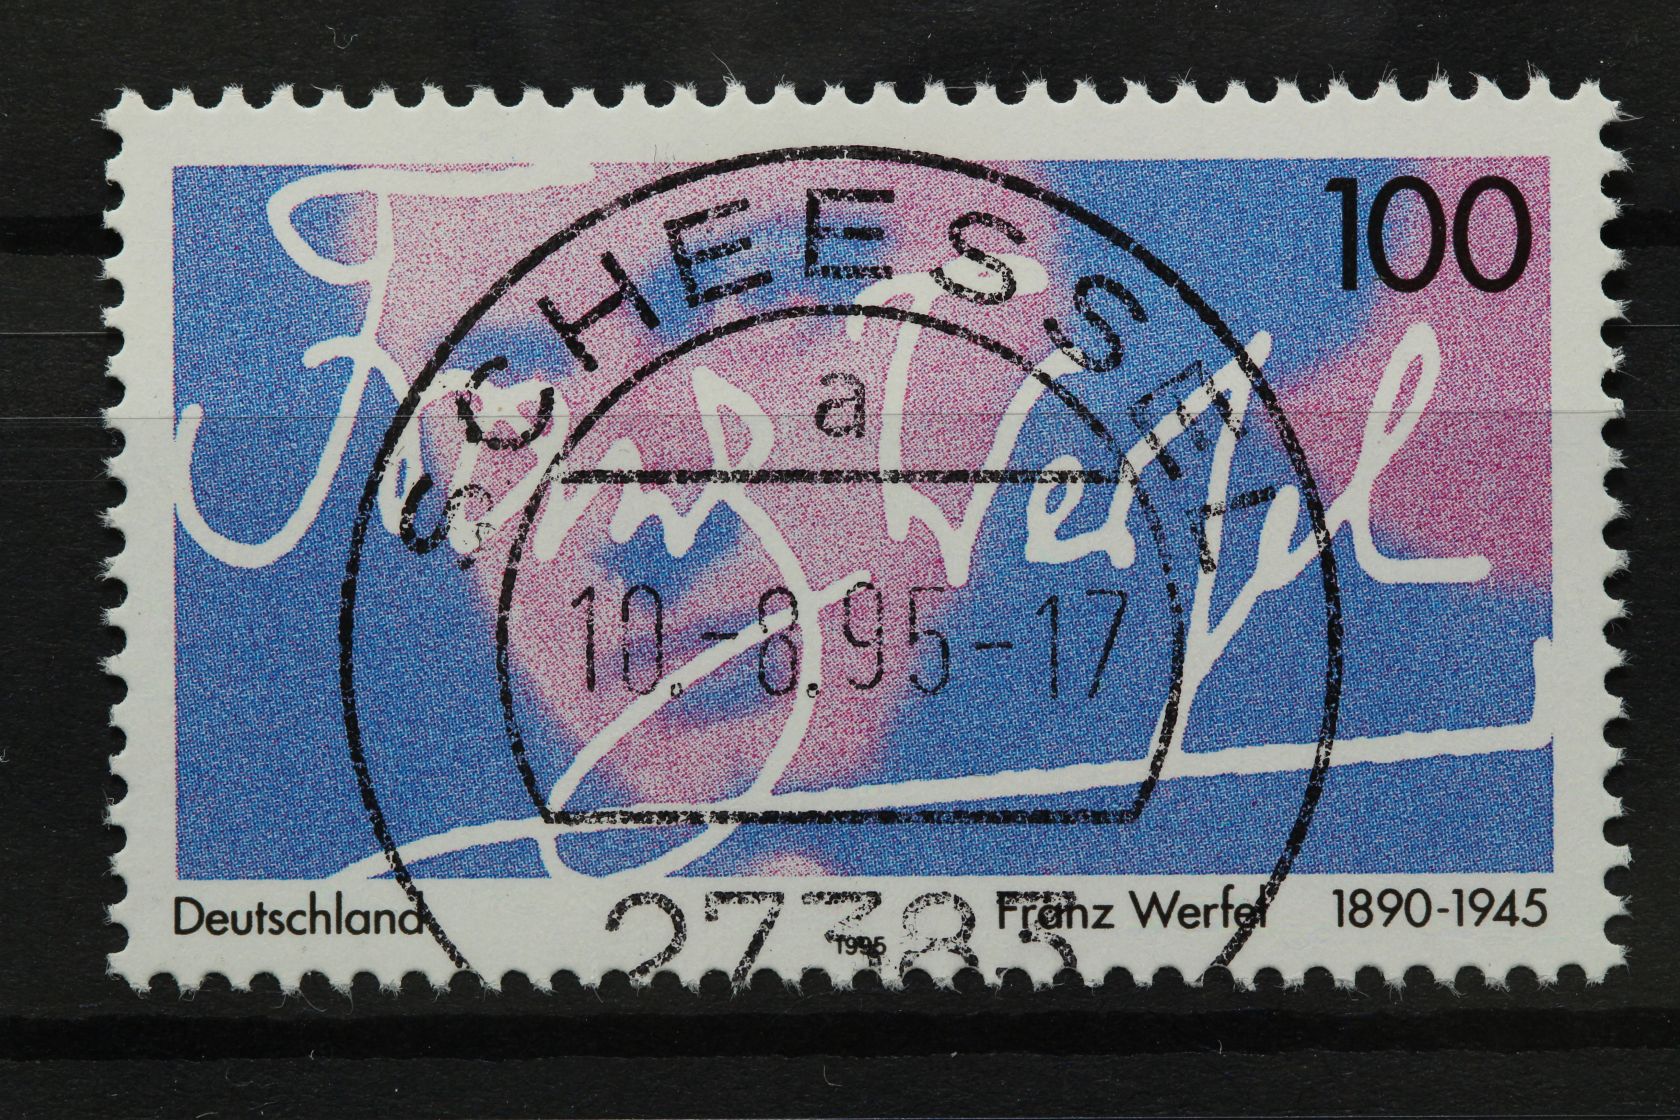 100
Franz Werfel
SCHEESSEL
a
10.-8.95-17
27383
Deutschland
Franz Werfel 1890-1945
1995